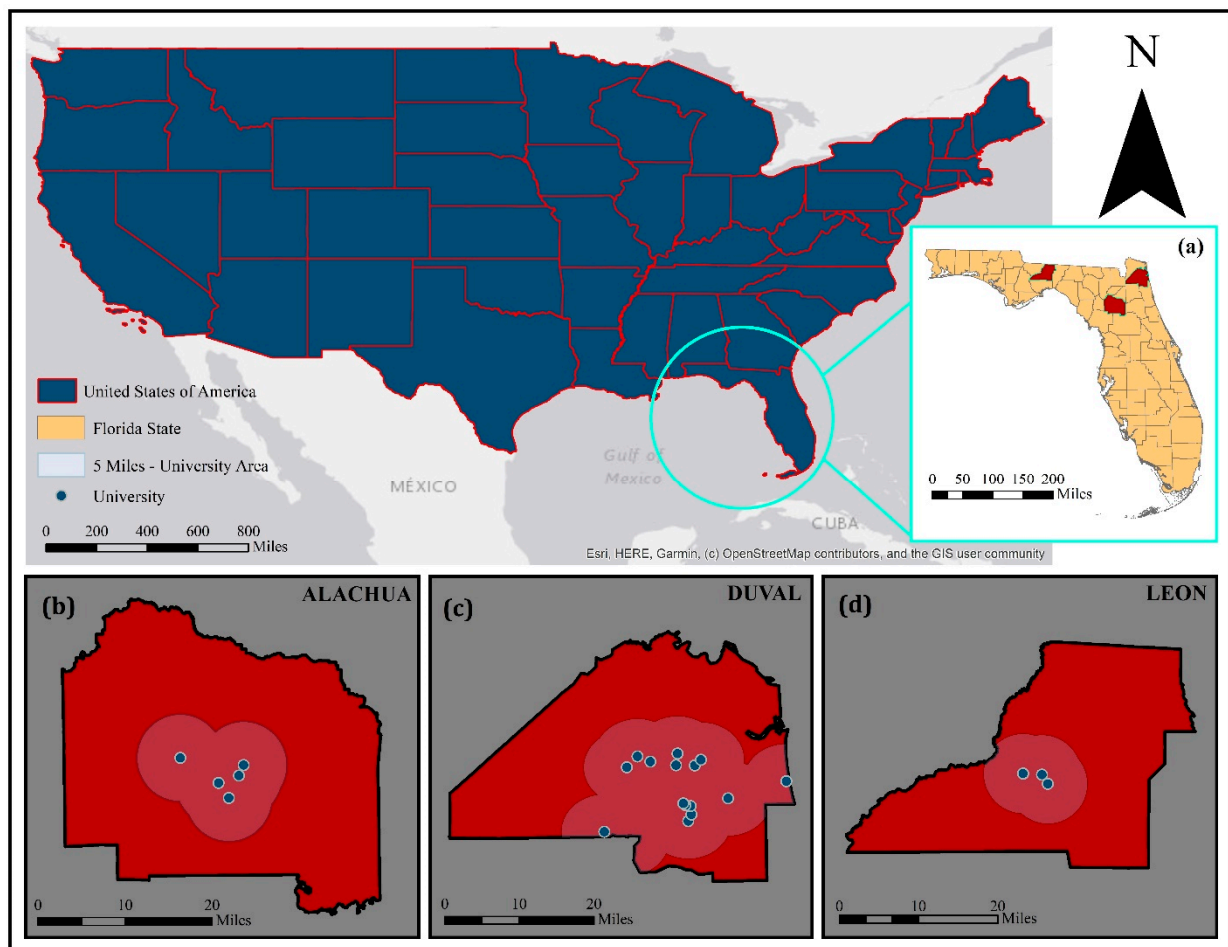 N
(a)
0 50 100 150 200
Miles
United States of America
Florida State
5 Miles - University Area
University
0 200 400 600 800
Miles
MÉXICO
Gulf of
Mexico
CUBA
Esri, HERE, Garmin, (c) OpenStreetMap contributors, and the GIS user community
(b)
ALACHUA
0 10 20
Miles
(c)
DUVAL
0 10 20
Miles
(d)
LEON
0 10 20
Miles